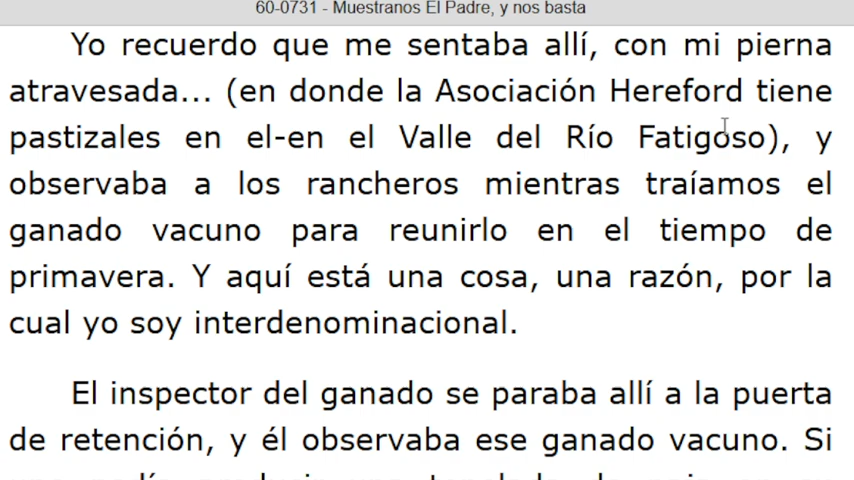 60-0731 - Muestranos El Padre, y nos basta
Yo recuerdo que me sentaba allí, con mi pierna
atravesada... (en donde la Asociación Hereford tiene
pastizales en el-en el Valle del Río Fatigoso), y
observaba a los rancheros mientras traíamos el
ganado vacuno para reunirlo en el tiempo de
primavera. Y aquí está una cosa, una razón, por la
cual yo soy interdenominacional.
El inspector del ganado se paraba allí a la puerta
de retención, y él observaba ese ganado vacuno. Si